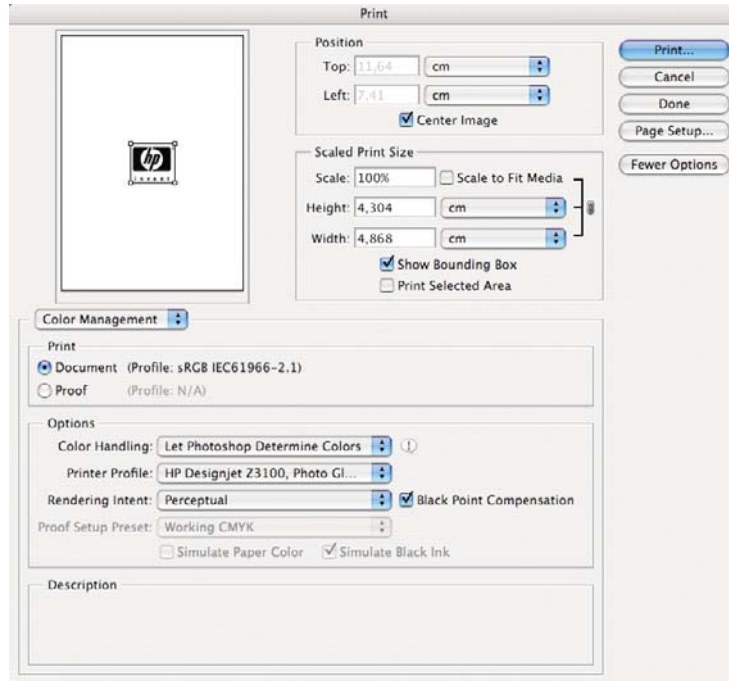 Print
Position
Top: 11,64 cm
Left: 7,41 cm
Center Image
Print...
Cancel
Done
Page Setup...
Fewer Options
hp
invent
Scaled Print Size
Scale: 100% Scale to Fit Media
Height: 4,304 cm
Width: 4,868 cm
Show Bounding Box
Print Selected Area
Color Management
Print
Document (Profile: sRGB IEC61966-2.1)
Proof (Profile: N/A)
Options
Color Handling: Let Photoshop Determine Colors
Printer Profile: HP Designjet Z3100, Photo Gl...
Rendering Intent: Perceptual Black Point Compensation
Proof Setup Preset: Working CMYK
Simulate Paper Color Simulate Black Ink
Description